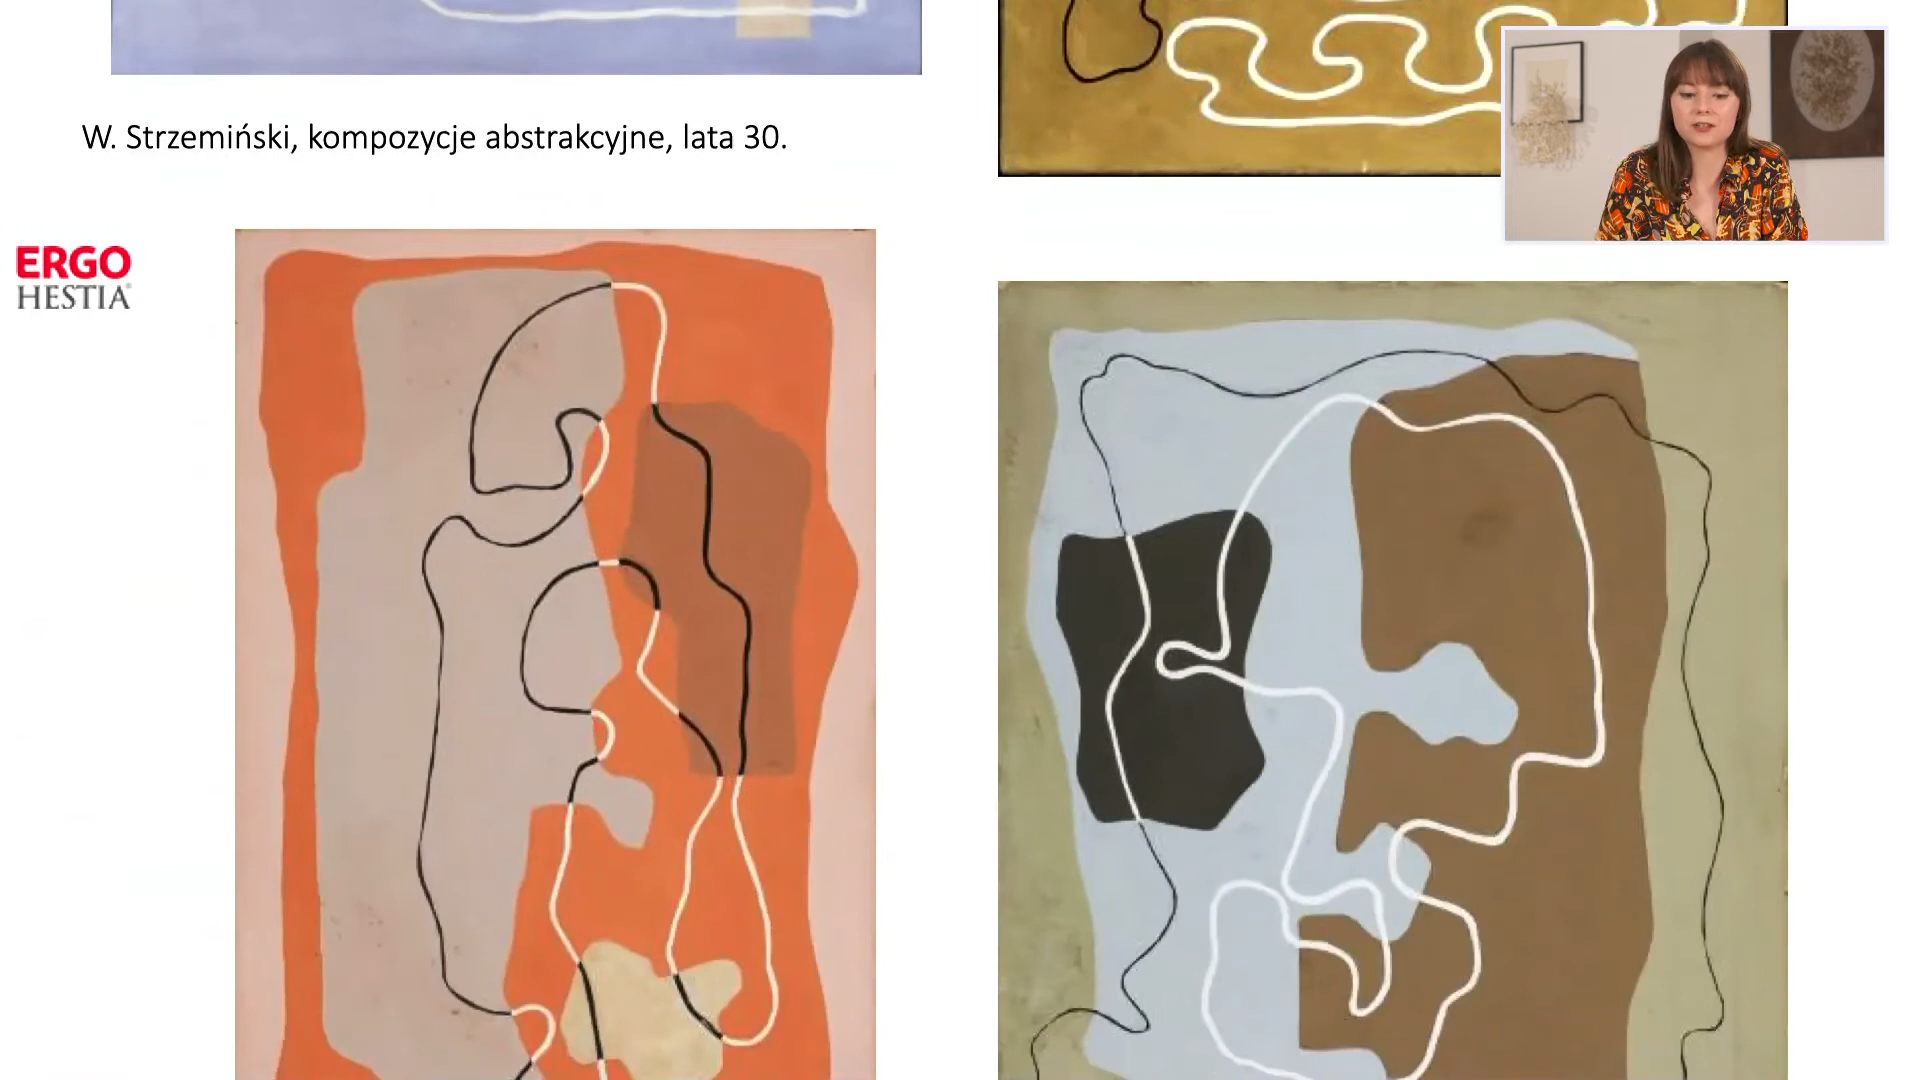 W. Strzemiński, kompozycje abstrakcyjne, lata 30.
ERGO
HESTIA